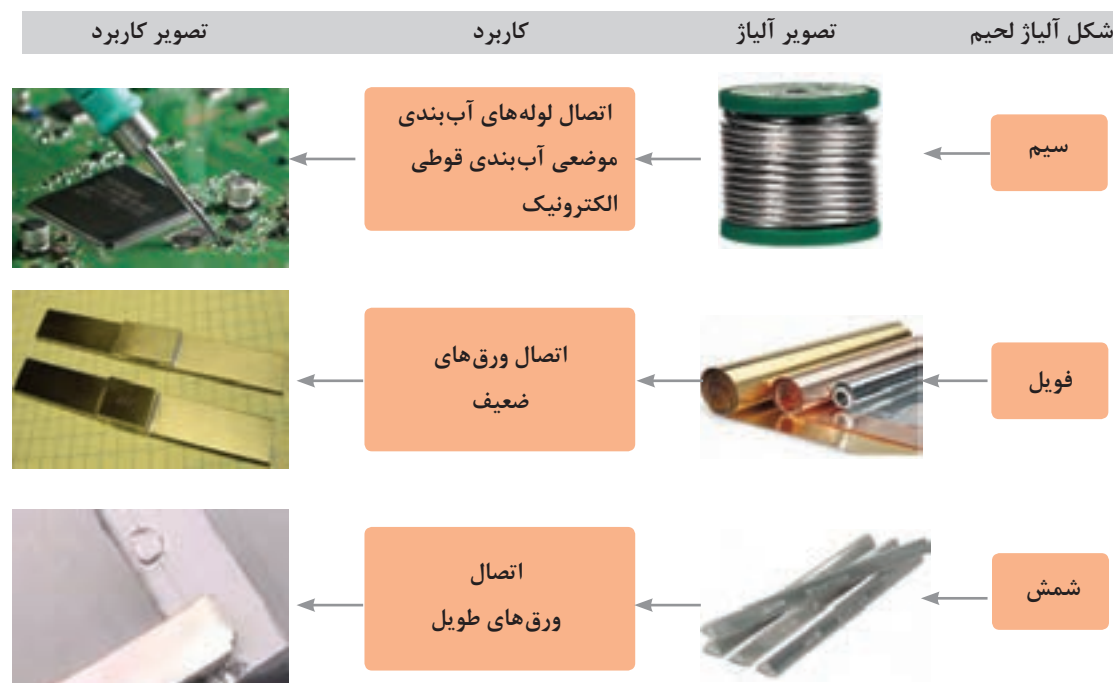 شکل آلیاژ لحیم
تصویر آلیاژ
کاربرد
تصویر کاربرد
سیم
اتصال لوله‌های آب‌بندی
موضعی آب‌بندی قوطی
الکترونیک
فویل
اتصال ورق‌های
ضعیف
شمش
اتصال
ورق‌های طویل